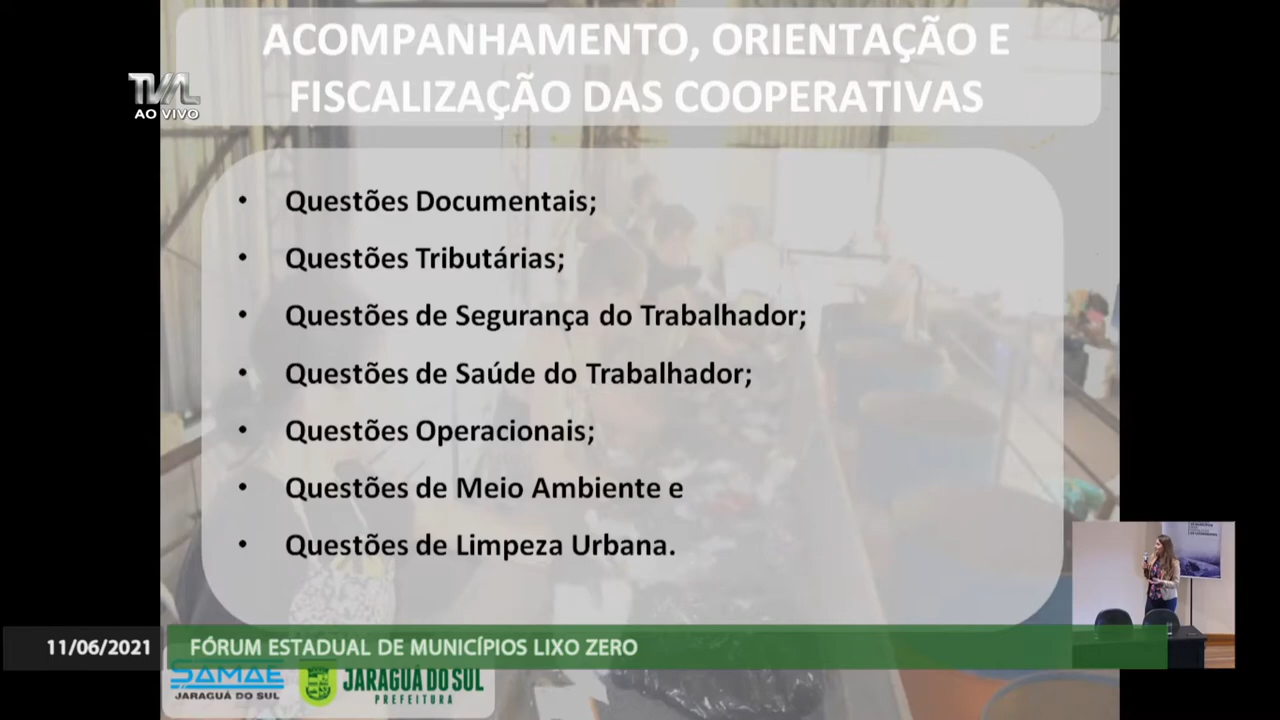 ACOMPANHAMENTO, ORIENTAÇÃO E
FISCALIZAÇÃO DAS COOPERATIVAS
TVAL
AO VIVO
• Questões Documentais;
• Questões Tributárias;
• Questões de Segurança do Trabalhador;
• Questões de Saúde do Trabalhador;
• Questões Operacionais;
• Questões de Meio Ambiente e
• Questões de Limpeza Urbana.
11/06/2021
FÓRUM ESTADUAL DE MUNICÍPIOS LIXO ZERO
SAMAE
JARAGUÁ DO SUL
JARAGUÁ DO SUL
PREFEITURA